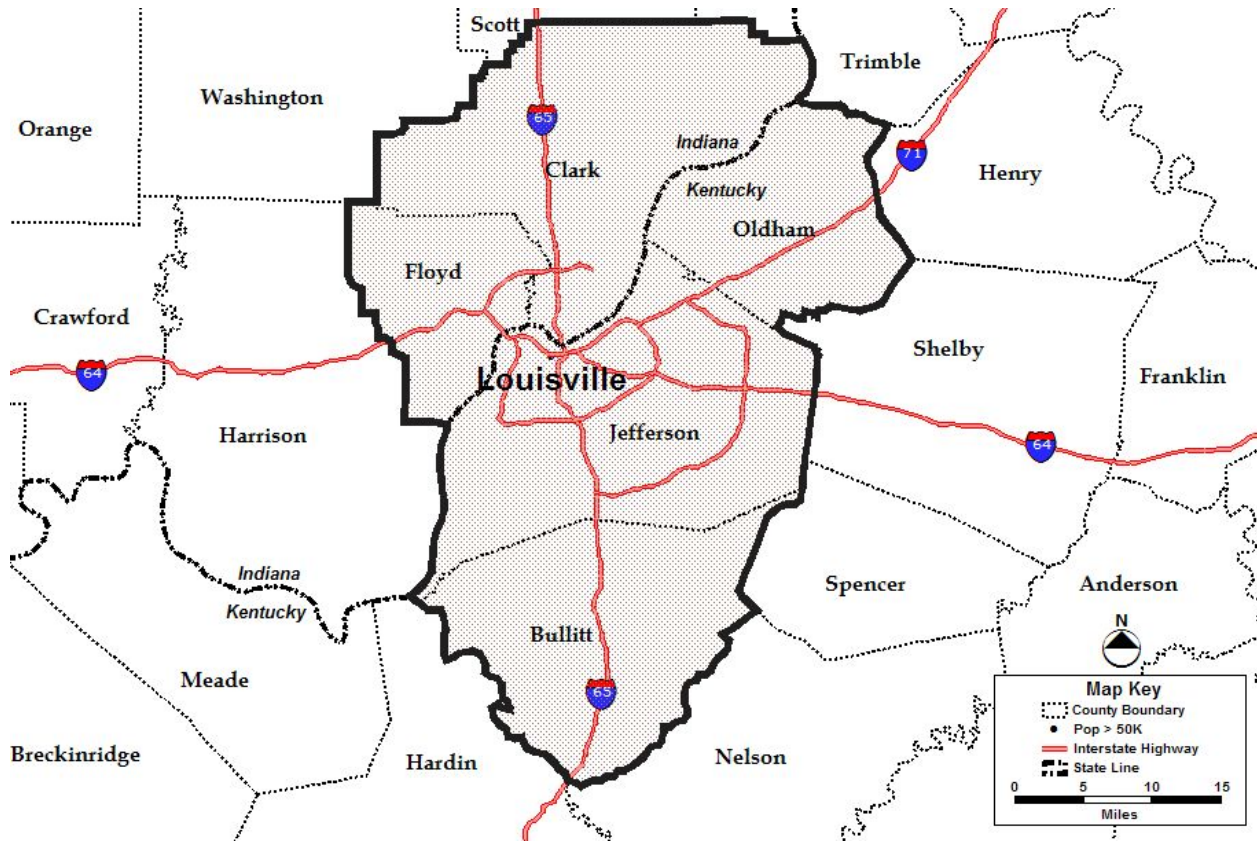 Scott
Trimble
Washington
Orange
65
Indiana
71
Clark
Kentucky
Henry
Oldham
Floyd
Crawford
Shelby
64
Louisville
Franklin
Harrison
Jefferson
64
Indiana
Kentucky
Spencer
Anderson
N
Bullitt
Meade
65
Breckinridge
Hardin
Nelson
Map Key
County Boundary
Pop > 50K
Interstate Highway
State Line
0 5 10 15
Miles